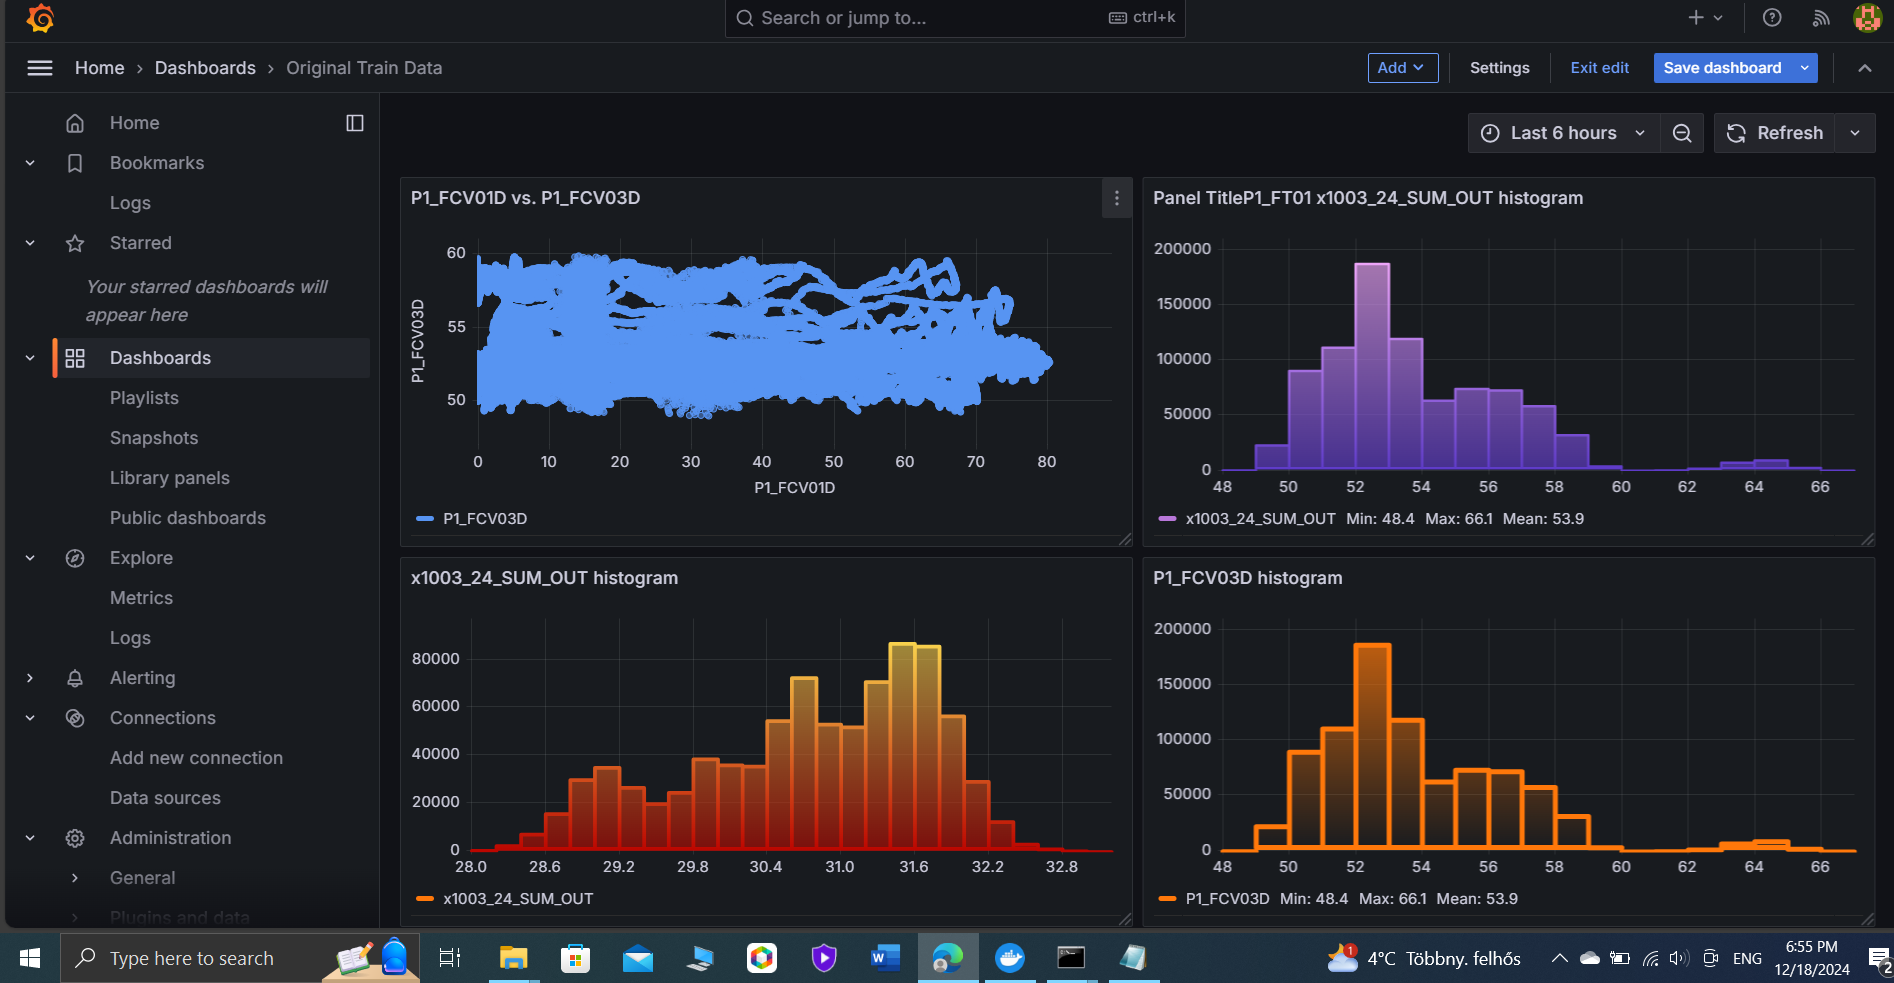 Search or jump to... ctrl+k
Home › Dashboards › Original Train Data
Add Settings Exit edit Save dashboard
Home
Bookmarks
Logs
Starred
Your starred dashboards will
appear here
Dashboards
Playlists
Snapshots
Library panels
Public dashboards
Explore
Metrics
Logs
Alerting
Connections
Add new connection
Data sources
Administration
General
Plugins and data
Last 6 hours Refresh
P1_FCV01D vs. P1_FCV03D
60
55
50
P1_FCV03D
0 10 20 30 40 50 60 70 80
P1_FCV01D
P1_FCV03D
Panel TitleP1_FT01 x1003_24_SUM_OUT histogram
200000
150000
100000
50000
0
48 50 52 54 56 58 60 62 64 66
x1003_24_SUM_OUT Min: 48.4 Max: 66.1 Mean: 53.9
x1003_24_SUM_OUT histogram
80000
60000
40000
20000
0
28.0 28.6 29.2 29.8 30.4 31.0 31.6 32.2 32.8
x1003_24_SUM_OUT
P1_FCV03D histogram
200000
150000
100000
50000
0
48 50 52 54 56 58 60 62 64 66
P1_FCV03D Min: 48.4 Max: 66.1 Mean: 53.9
Type here to search
W
1
4°C Többny. felhős
ENG
6:55 PM
12/18/2024
2